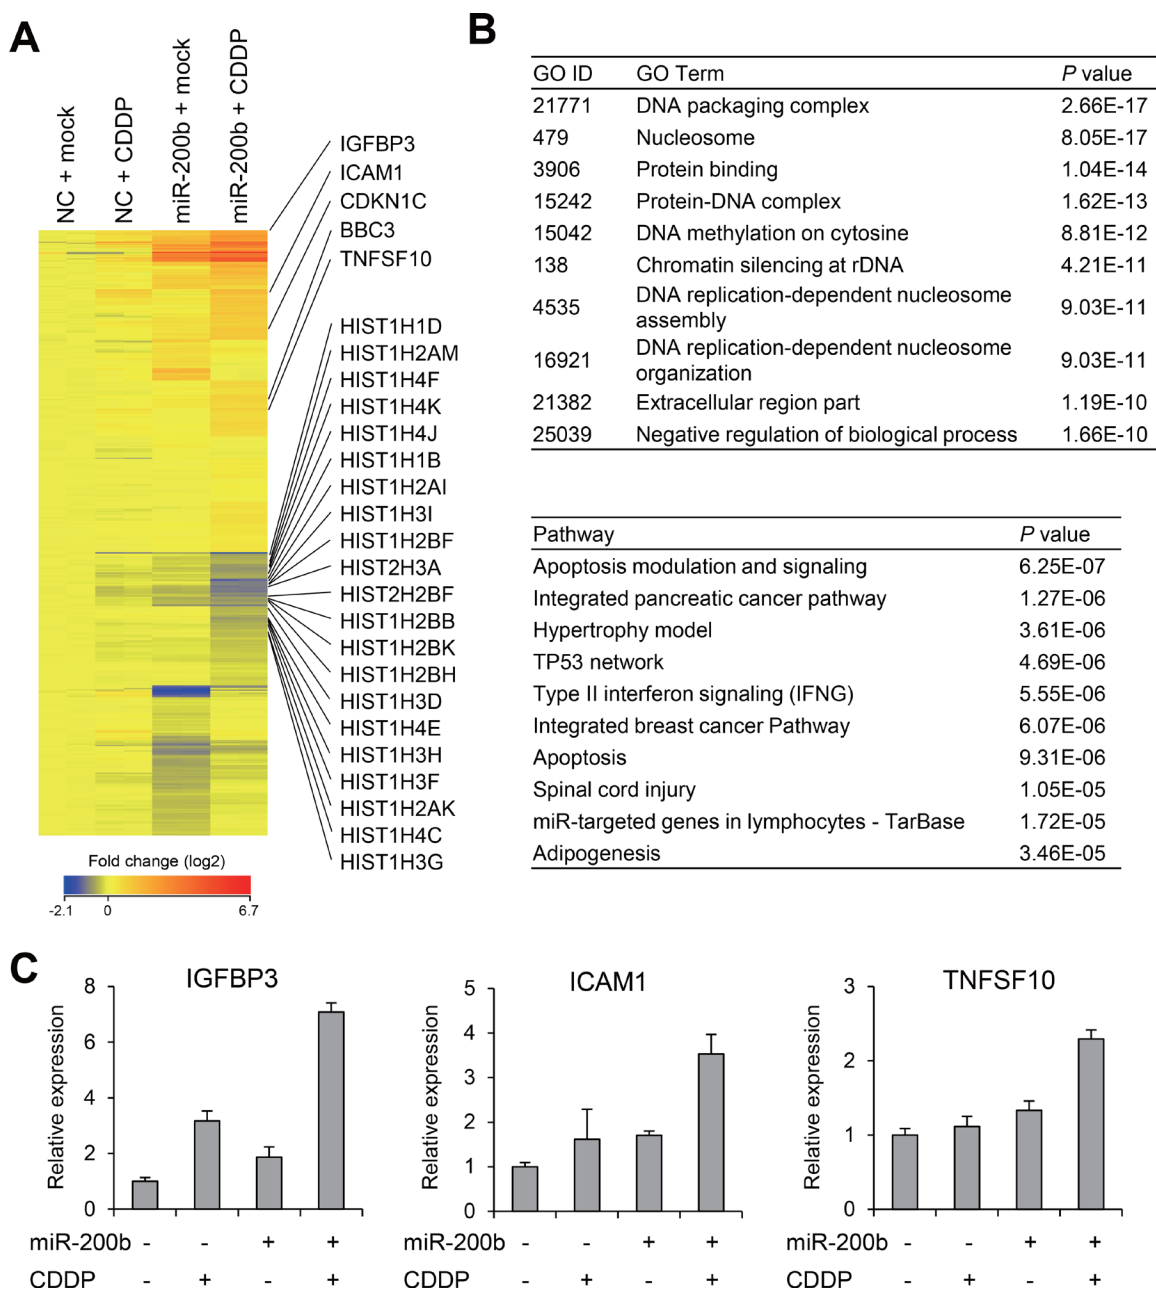 A
NC + mock
NC + CDDP
miR-200b + mock
miR-200b + CDDP
IGFBP3
ICAM1
CDKN1C
BBC3
TNFSF10
HIST1H1D
HIST1H2AM
HIST1H4F
HIST1H4K
HIST1H4J
HIST1H1B
HIST1H2AI
HIST1H3I
HIST1H2BF
HIST2H3A
HIST2H2BF
HIST1H2BB
HIST1H2BK
HIST1H2BH
HIST1H3D
HIST1H4E
HIST1H3H
HIST1H3F
HIST1H2AK
HIST1H4C
HIST1H3G
Fold change (log2)
-2.1 0 6.7
B
GO ID GO Term P value
21771 DNA packaging complex 2.66E-17
479 Nucleosome 8.05E-17
3906 Protein binding 1.04E-14
15242 Protein-DNA complex 1.62E-13
15042 DNA methylation on cytosine 8.81E-12
138 Chromatin silencing at rDNA 4.21E-11
4535 DNA replication-dependent nucleosome assembly 9.03E-11
16921 DNA replication-dependent nucleosome organization 9.03E-11
21382 Extracellular region part 1.19E-10
25039 Negative regulation of biological process 1.66E-10
Pathway P value
Apoptosis modulation and signaling 6.25E-07
Integrated pancreatic cancer pathway 1.27E-06
Hypertrophy model 3.61E-06
TP53 network 4.69E-06
Type II interferon signaling (IFNG) 5.55E-06
Integrated breast cancer Pathway 6.07E-06
Apoptosis 9.31E-06
Spinal cord injury 1.05E-05
miR-targeted genes in lymphocytes - TarBase 1.72E-05
Adipogenesis 3.46E-05
C
IGFBP3
Relative expression
8
6
4
2
0
miR-200b - - + +
CDDP - + - +
ICAM1
Relative expression
5
4
3
2
1
0
miR-200b - - + +
CDDP - + - +
TNFSF10
Relative expression
3
2
1
0
miR-200b - - + +
CDDP - + - +